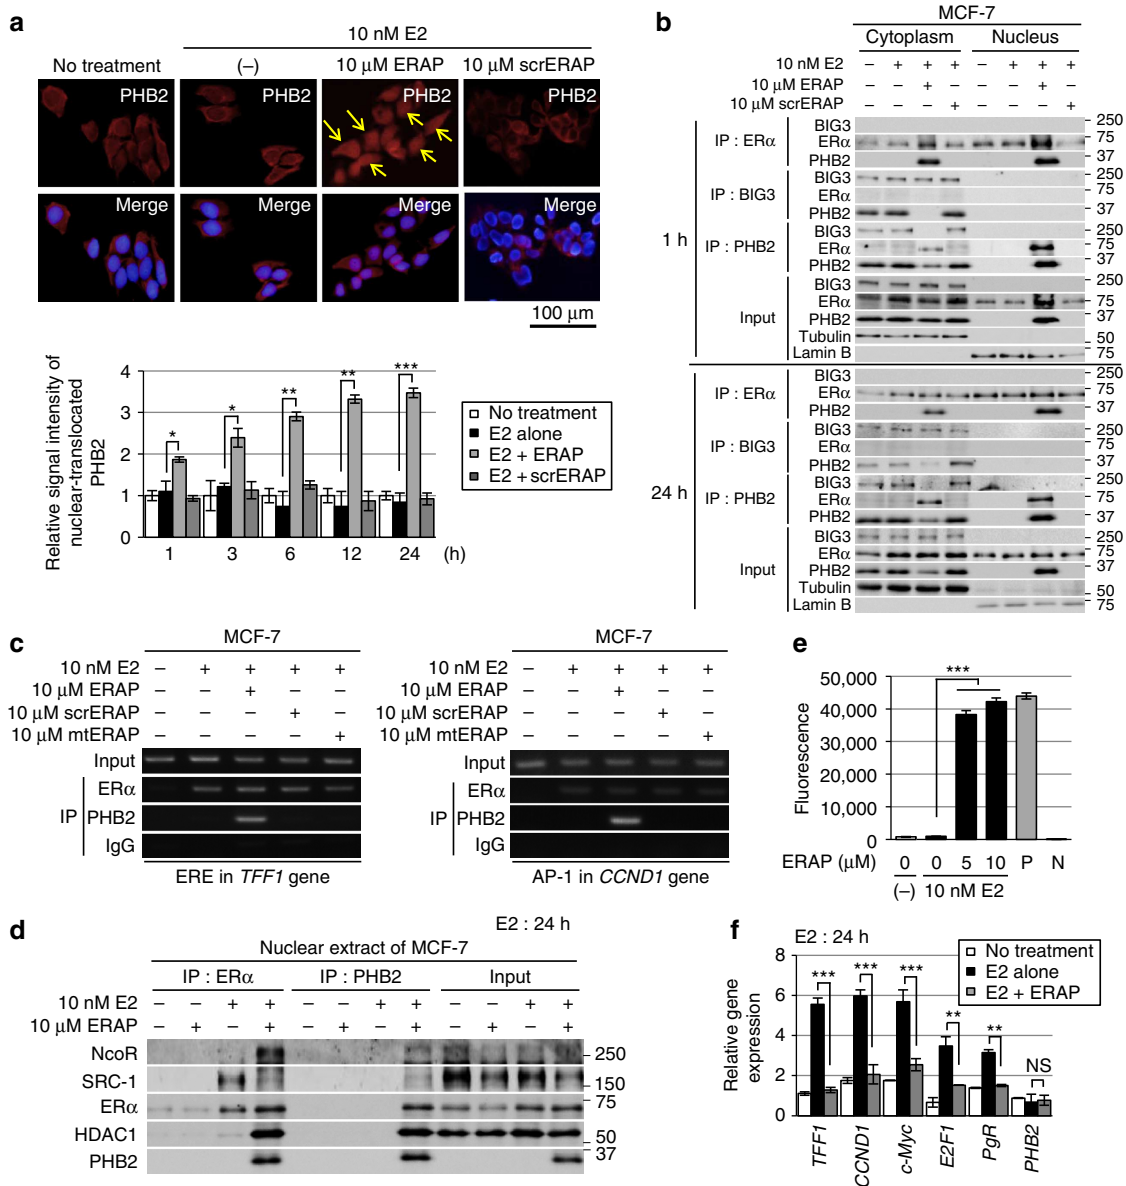 a
10 nM E2
No treatment (–) 10 μM ERAP 10 μM scrERAP
PHB2 PHB2 PHB2 PHB2
Merge Merge Merge Merge
100 μm
Relative signal intensity of
nuclear-translocated
PHB2
4
3
2
1
0
* * ** ** ***
1 3 6 12 24 (h)
No treatment
E2 alone
E2 + ERAP
E2 + scrERAP
b
MCF-7
Cytoplasm Nucleus
10 nM E2 – + + + – + + +
10 μM ERAP – – + – – – + –
10 μM scrERAP – – – + – – – +
1 h
IP : ERα
BIG3 250
ERα 75
PHB2 37
IP : BIG3
BIG3 250
ERα 75
PHB2 37
IP : PHB2
BIG3 250
ERα 75
PHB2 37
Input
BIG3 250
ERα 75
PHB2 37
Tubulin 50
Lamin B 75
24 h
IP : ERα
BIG3 250
ERα 75
PHB2 37
IP : BIG3
BIG3 250
ERα 75
PHB2 37
IP : PHB2
BIG3 250
ERα 75
PHB2 37
Input
BIG3 250
ERα 75
PHB2 37
Tubulin 50
Lamin B 75
c
MCF-7
10 nM E2 – + + + +
10 μM ERAP – – + – –
10 μM scrERAP – – – + –
10 μM mtERAP – – – – +
Input
IP
ERα
PHB2
IgG
ERE in TFF1 gene
MCF-7
10 nM E2 – + + + +
10 μM ERAP – – + – –
10 μM scrERAP – – – + –
10 μM mtERAP – – – – +
Input
IP
ERα
PHB2
IgG
AP-1 in CCND1 gene
e
Fluorescence
50,000
40,000
30,000
20,000
10,000
0
***
ERAP (μM) 0 0 5 10 P N
(–) 10 nM E2
d
E2 : 24 h
Nuclear extract of MCF-7
IP : ERα IP : PHB2 Input
10 nM E2 – – + + – – + + – – + +
10 μM ERAP – + – + – + – + – + – +
NcoR 250
SRC-1 150
ERα 75
HDAC1 50
PHB2 37
f
E2 : 24 h
No treatment
E2 alone
E2 + ERAP
Relative gene
expression
8
6
4
2
0
*** *** *** ** ** NS
TFF1 CCND1 c-Myc E2F1 PgR PHB2